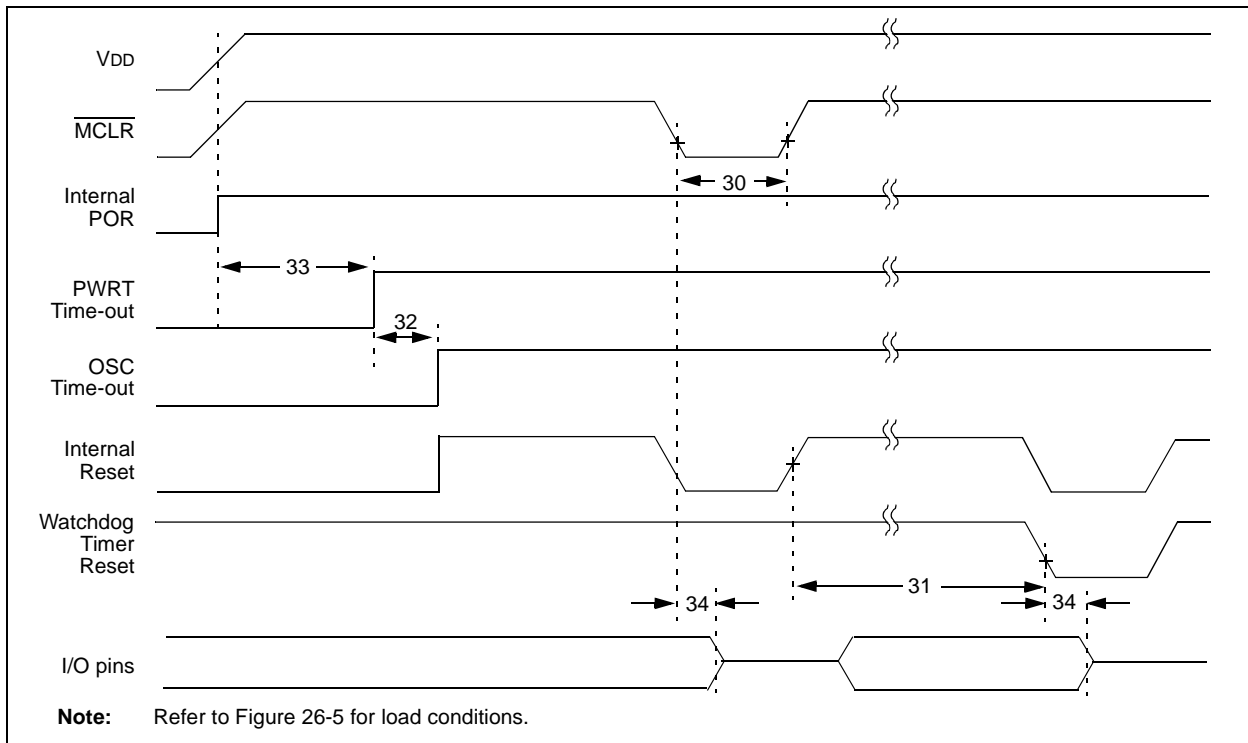 VDD
MCLR
30
Internal
POR
33
PWRT
Time-out
32
OSC
Time-out
Internal
Reset
Watchdog
Timer
Reset
31
34
34
I/O pins
Note: Refer to Figure 26-5 for load conditions.